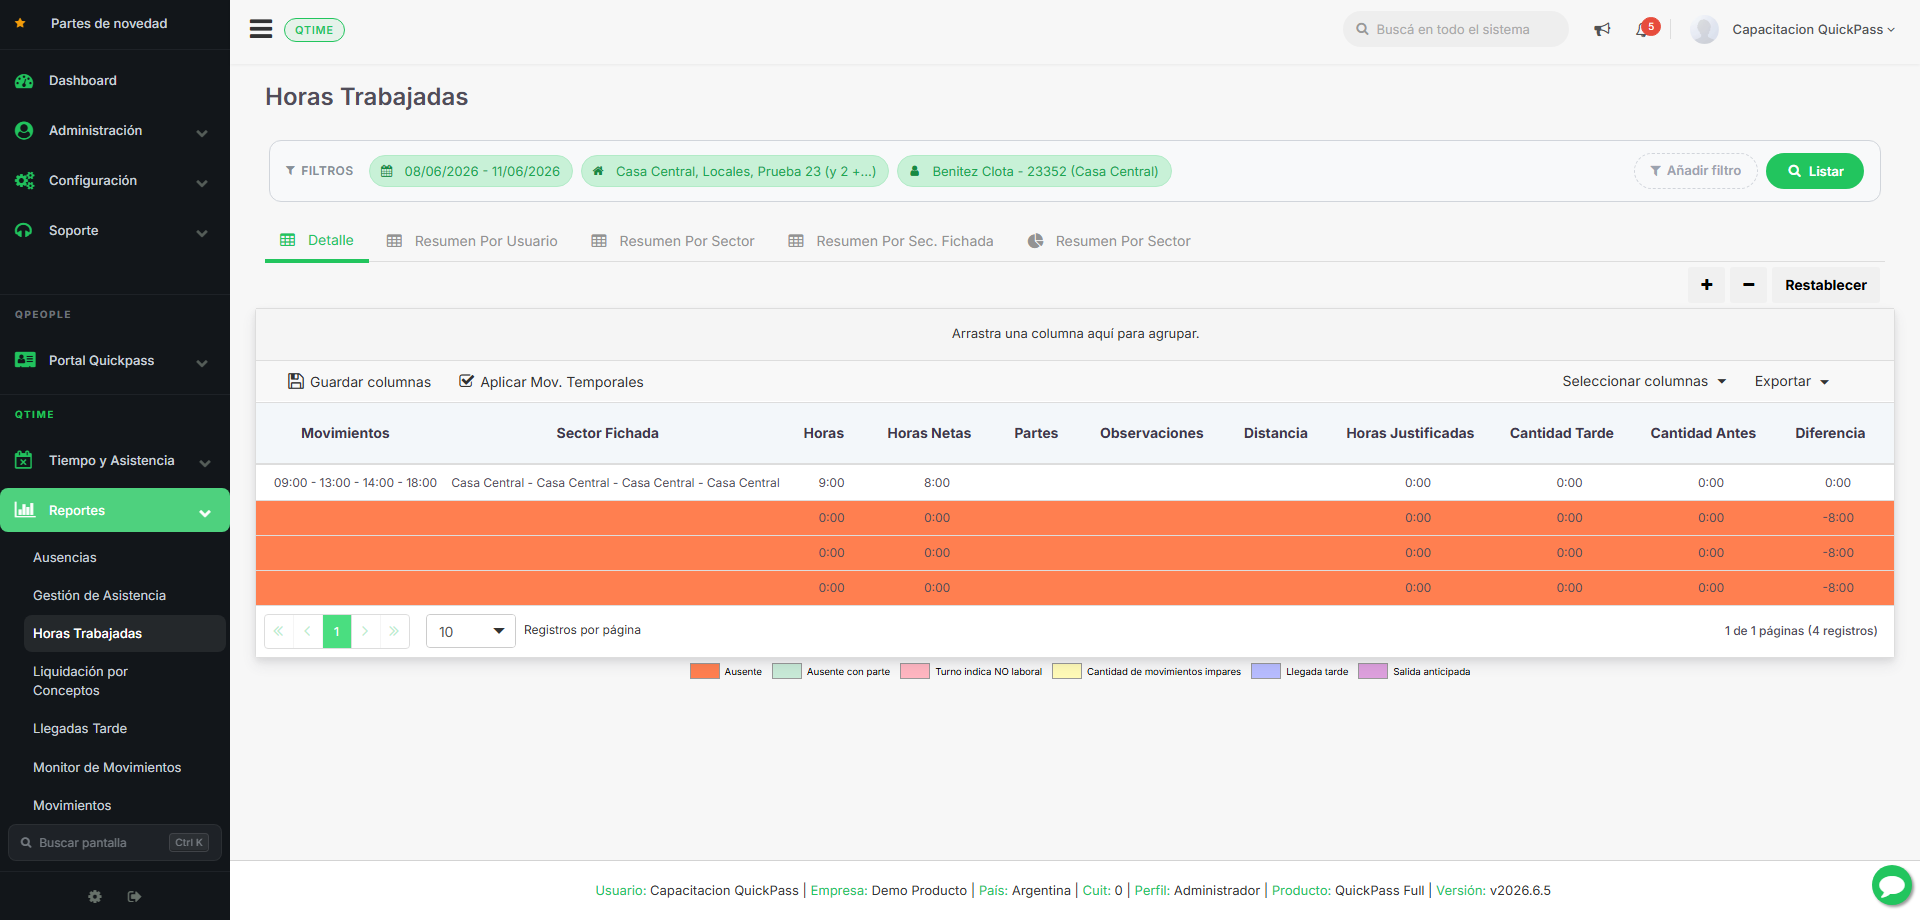 Partes de novedad
Dashboard
Administración
Configuración
Soporte
QPEOPLE
Portal Quickpass
QTIME
Tiempo y Asistencia
Reportes
Ausencias
Gestión de Asistencia
Horas Trabajadas
Liquidación por
Conceptos
Llegadas Tarde
Monitor de Movimientos
Movimientos
Buscar pantalla Ctrl K
QTIME
Buscá en todo el sistema
5
Capacitacion QuickPass
Horas Trabajadas
FILTROS
08/06/2026 - 11/06/2026
Casa Central, Locales, Prueba 23 (y 2 +...)
Benitez Clota - 23352 (Casa Central)
Añadir filtro
Listar
Detalle
Resumen Por Usuario
Resumen Por Sector
Resumen Por Sec. Fichada
Resumen Por Sector
+ - Restablecer
Arrastra una columna aquí para agrupar.
Guardar columnas
Aplicar Mov. Temporales
Seleccionar columnas
Exportar
Movimientos Sector Fichada Horas Horas Netas Partes Observaciones Distancia Horas Justificadas Cantidad Tarde Cantidad Antes Diferencia
09:00 - 13:00 - 14:00 - 18:00 Casa Central - Casa Central - Casa Central - Casa Central 9:00 8:00 0:00 0:00 0:00 0:00
0:00 0:00 0:00 0:00 0:00 -8:00
0:00 0:00 0:00 0:00 0:00 -8:00
0:00 0:00 0:00 0:00 0:00 -8:00
« ‹ 1 › »
10
Registros por página
1 de 1 páginas (4 registros)
Ausente
Ausente con parte
Turno indica NO laboral
Cantidad de movimientos impares
Llegada tarde
Salida anticipada
Usuario: Capacitacion QuickPass | Empresa: Demo Producto | País: Argentina | Cuit: 0 | Perfil: Administrador | Producto: QuickPass Full | Versión: v2026.6.5